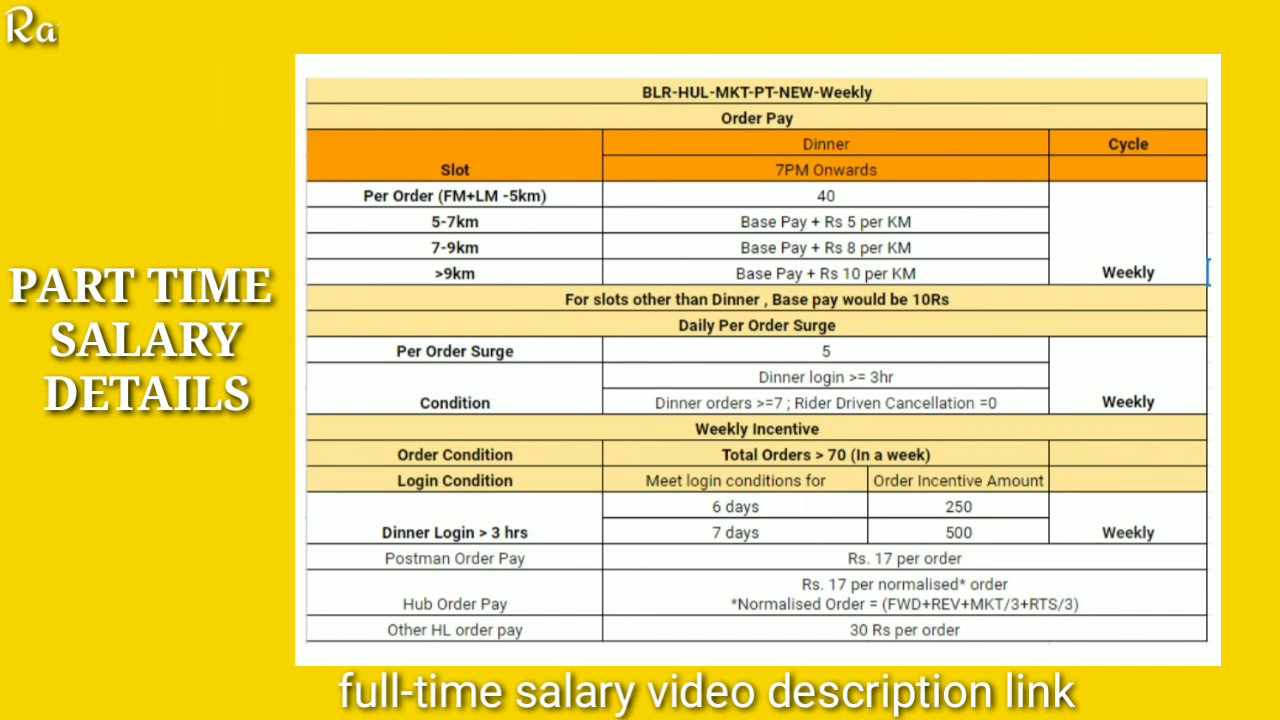 Ra
PART TIME
SALARY
DETAILS
BLR-HUL-MKT-PT-NEW-Weekly
Order Pay
Slot Dinner Cycle
7PM Onwards
Per Order (FM+LM -5km) 40
5-7km Base Pay + Rs 5 per KM
7-9km Base Pay + Rs 8 per KM
>9km Base Pay + Rs 10 per KM Weekly
For slots other than Dinner , Base pay would be 10Rs
Daily Per Order Surge
Per Order Surge 5
Dinner login >= 3hr
Condition Dinner orders >=7 ; Rider Driven Cancellation =0 Weekly
Weekly Incentive
Order Condition Total Orders > 70 (In a week)
Login Condition Meet login conditions for Order Incentive Amount
6 days 250
Dinner Login > 3 hrs 7 days 500 Weekly
Postman Order Pay Rs. 17 per order
Rs. 17 per normalised* order
Hub Order Pay *Normalised Order = (FWD+REV+MKT/3+RTS/3)
Other HL order pay 30 Rs per order
full-time salary video description link